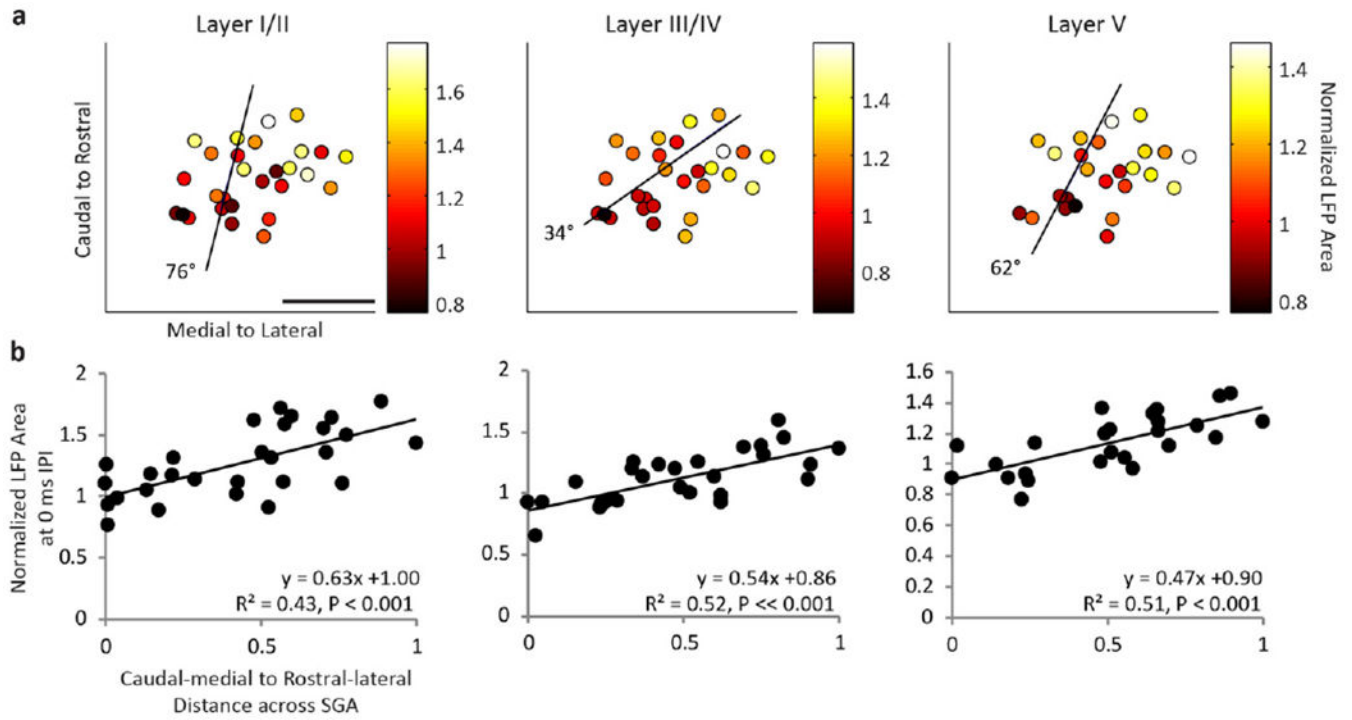 a
Layer I/II
Layer III/IV
Layer V
Caudal to Rostral
76°
1.6
1.4
1.2
1
0.8
Medial to Lateral
34°
1.4
1.2
1
0.8
62°
1.4
1.2
1
0.8
Normalized LFP Area
b
Normalized LFP Area
at 0 ms IPI
2
1.5
1
0.5
0
y = 0.63x +1.00
R² = 0.43, P < 0.001
0
0.5
1
Caudal-medial to Rostral-lateral
Distance across SGA
2
1.5
1
0.5
0
y = 0.54x +0.86
R² = 0.52, P << 0.001
0
0.5
1
1.6
1.4
1.2
1
0.8
0.6
0.4
0.2
0
y = 0.47x +0.90
R² = 0.51, P < 0.001
0
0.5
1